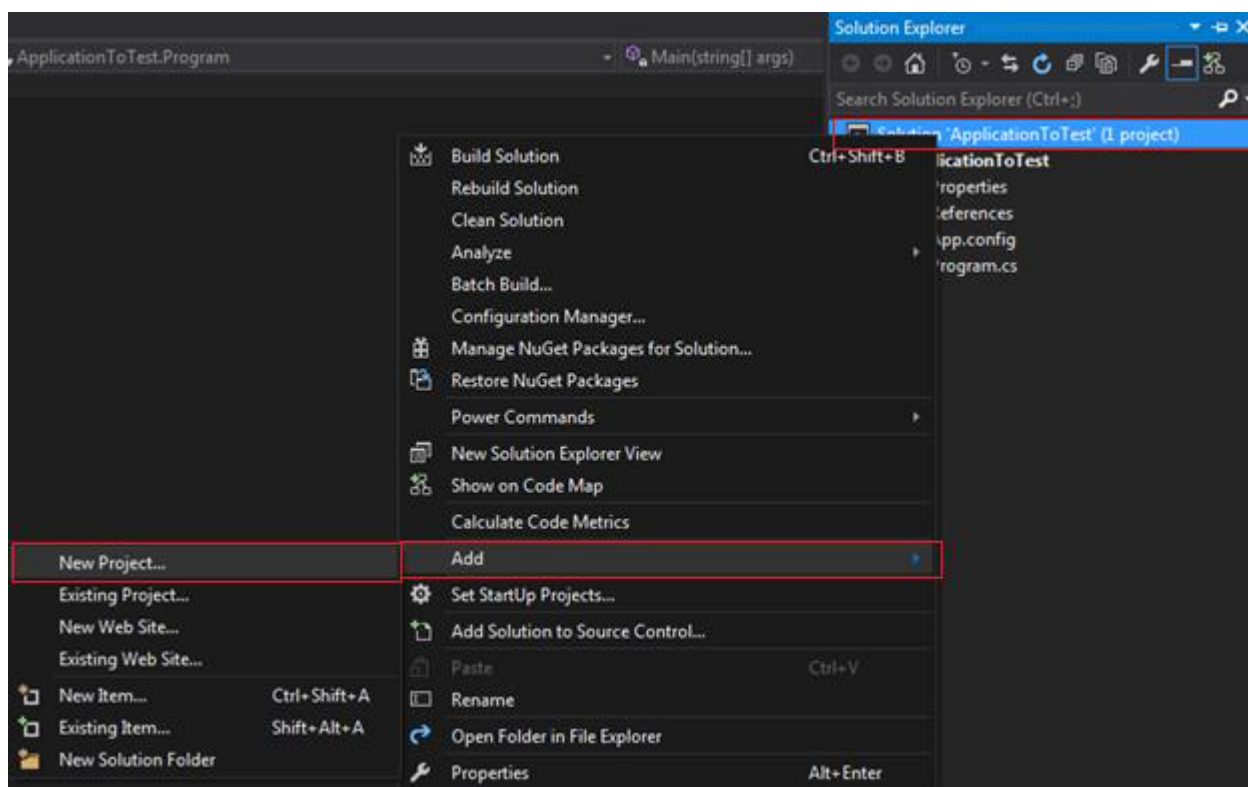 Solution Explorer
ApplicationToTest.Program
Main(string[] args)
Search Solution Explorer (Ctrl+;)
Solution 'ApplicationToTest' (1 project)
icationToTest
roperties
eferences
pp.config
rogram.cs
Build Solution Ctrl+Shift+B
Rebuild Solution
Clean Solution
Analyze
Batch Build...
Configuration Manager...
Manage NuGet Packages for Solution...
Restore NuGet Packages
Power Commands
New Solution Explorer View
Show on Code Map
Calculate Code Metrics
Add
Set StartUp Projects...
Add Solution to Source Control...
Paste Ctrl+V
Rename
Open Folder in File Explorer
Properties Alt+Enter
New Project...
Existing Project...
New Web Site...
Existing Web Site...
New Item... Ctrl+Shift+A
Existing Item... Shift+Alt+A
New Solution Folder